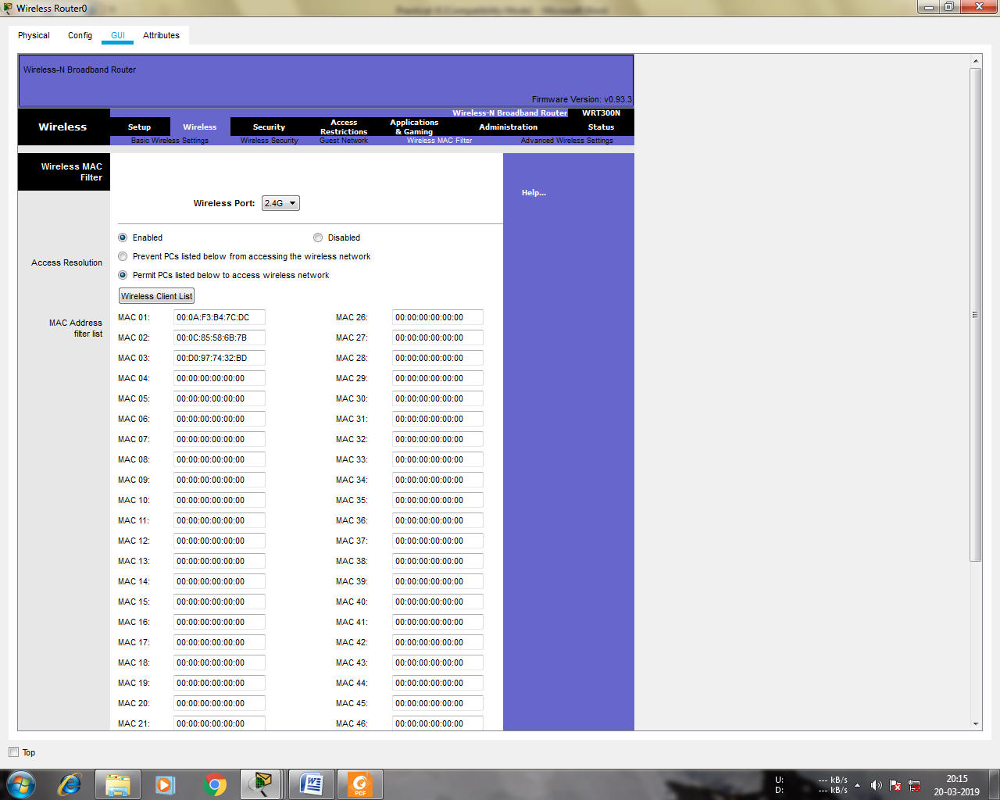 Wireless Router0
Physical Config GUI Attributes
Wireless-N Broadband Router
Firmware Version: v0.93.3
Wireless-N Broadband Router WRT300N
Wireless
Setup Wireless Security Access Restrictions Applications & Gaming Administration Status
Basic Wireless Settings Wireless Security Guest Network Wireless MAC Filter Advanced Wireless Settings
Wireless MAC
Filter
Help...
Wireless Port: 2.4G
Enabled Disabled
Access Resolution
Prevent PCs listed below from accessing the wireless network
Permit PCs listed below to access wireless network
Wireless Client List
MAC Address
filter list
MAC 01: 00:0A:F3:B4:7C:DC MAC 26: 00:00:00:00:00:00
MAC 02: 00:0C:85:58:6B:7B MAC 27: 00:00:00:00:00:00
MAC 03: 00:D0:97:74:32:BD MAC 28: 00:00:00:00:00:00
MAC 04: 00:00:00:00:00:00 MAC 29: 00:00:00:00:00:00
MAC 05: 00:00:00:00:00:00 MAC 30: 00:00:00:00:00:00
MAC 06: 00:00:00:00:00:00 MAC 31: 00:00:00:00:00:00
MAC 07: 00:00:00:00:00:00 MAC 32: 00:00:00:00:00:00
MAC 08: 00:00:00:00:00:00 MAC 33: 00:00:00:00:00:00
MAC 09: 00:00:00:00:00:00 MAC 34: 00:00:00:00:00:00
MAC 10: 00:00:00:00:00:00 MAC 35: 00:00:00:00:00:00
MAC 11: 00:00:00:00:00:00 MAC 36: 00:00:00:00:00:00
MAC 12: 00:00:00:00:00:00 MAC 37: 00:00:00:00:00:00
MAC 13: 00:00:00:00:00:00 MAC 38: 00:00:00:00:00:00
MAC 14: 00:00:00:00:00:00 MAC 39: 00:00:00:00:00:00
MAC 15: 00:00:00:00:00:00 MAC 40: 00:00:00:00:00:00
MAC 16: 00:00:00:00:00:00 MAC 41: 00:00:00:00:00:00
MAC 17: 00:00:00:00:00:00 MAC 42: 00:00:00:00:00:00
MAC 18: 00:00:00:00:00:00 MAC 43: 00:00:00:00:00:00
MAC 19: 00:00:00:00:00:00 MAC 44: 00:00:00:00:00:00
MAC 20: 00:00:00:00:00:00 MAC 45: 00:00:00:00:00:00
MAC 21: 00:00:00:00:00:00 MAC 46: 00:00:00:00:00:00
Top
PDF
U: --- kB/s
D: --- kB/s
20:15
20-03-2019